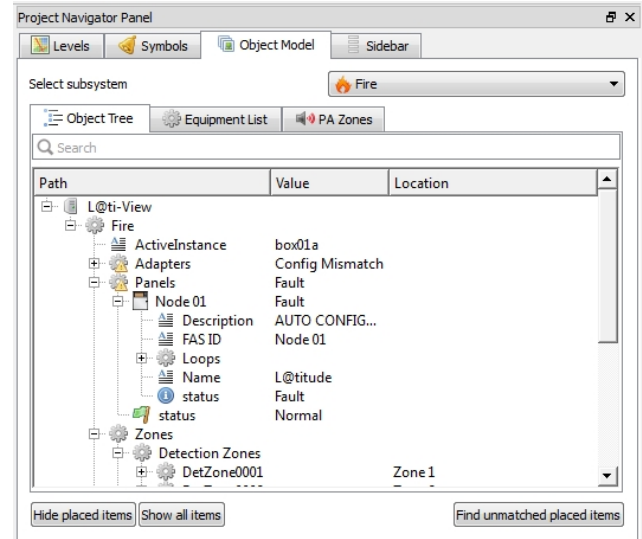 Project Navigator Panel
Levels Symbols Object Model Sidebar
Select subsystem Fire
Object Tree Equipment List PA Zones
Search
Path Value Location
L@ti-View
Fire
ActiveInstance box01a
Adapters Config Mismatch
Panels Fault
Node 01 Fault
Description AUTO CONFIG...
FAS ID Node 01
Loops
Name L@titude
status Fault
status Normal
Zones
Detection Zones
DetZone0001 Zone 1
Hide placed items Show all items Find unmatched placed items